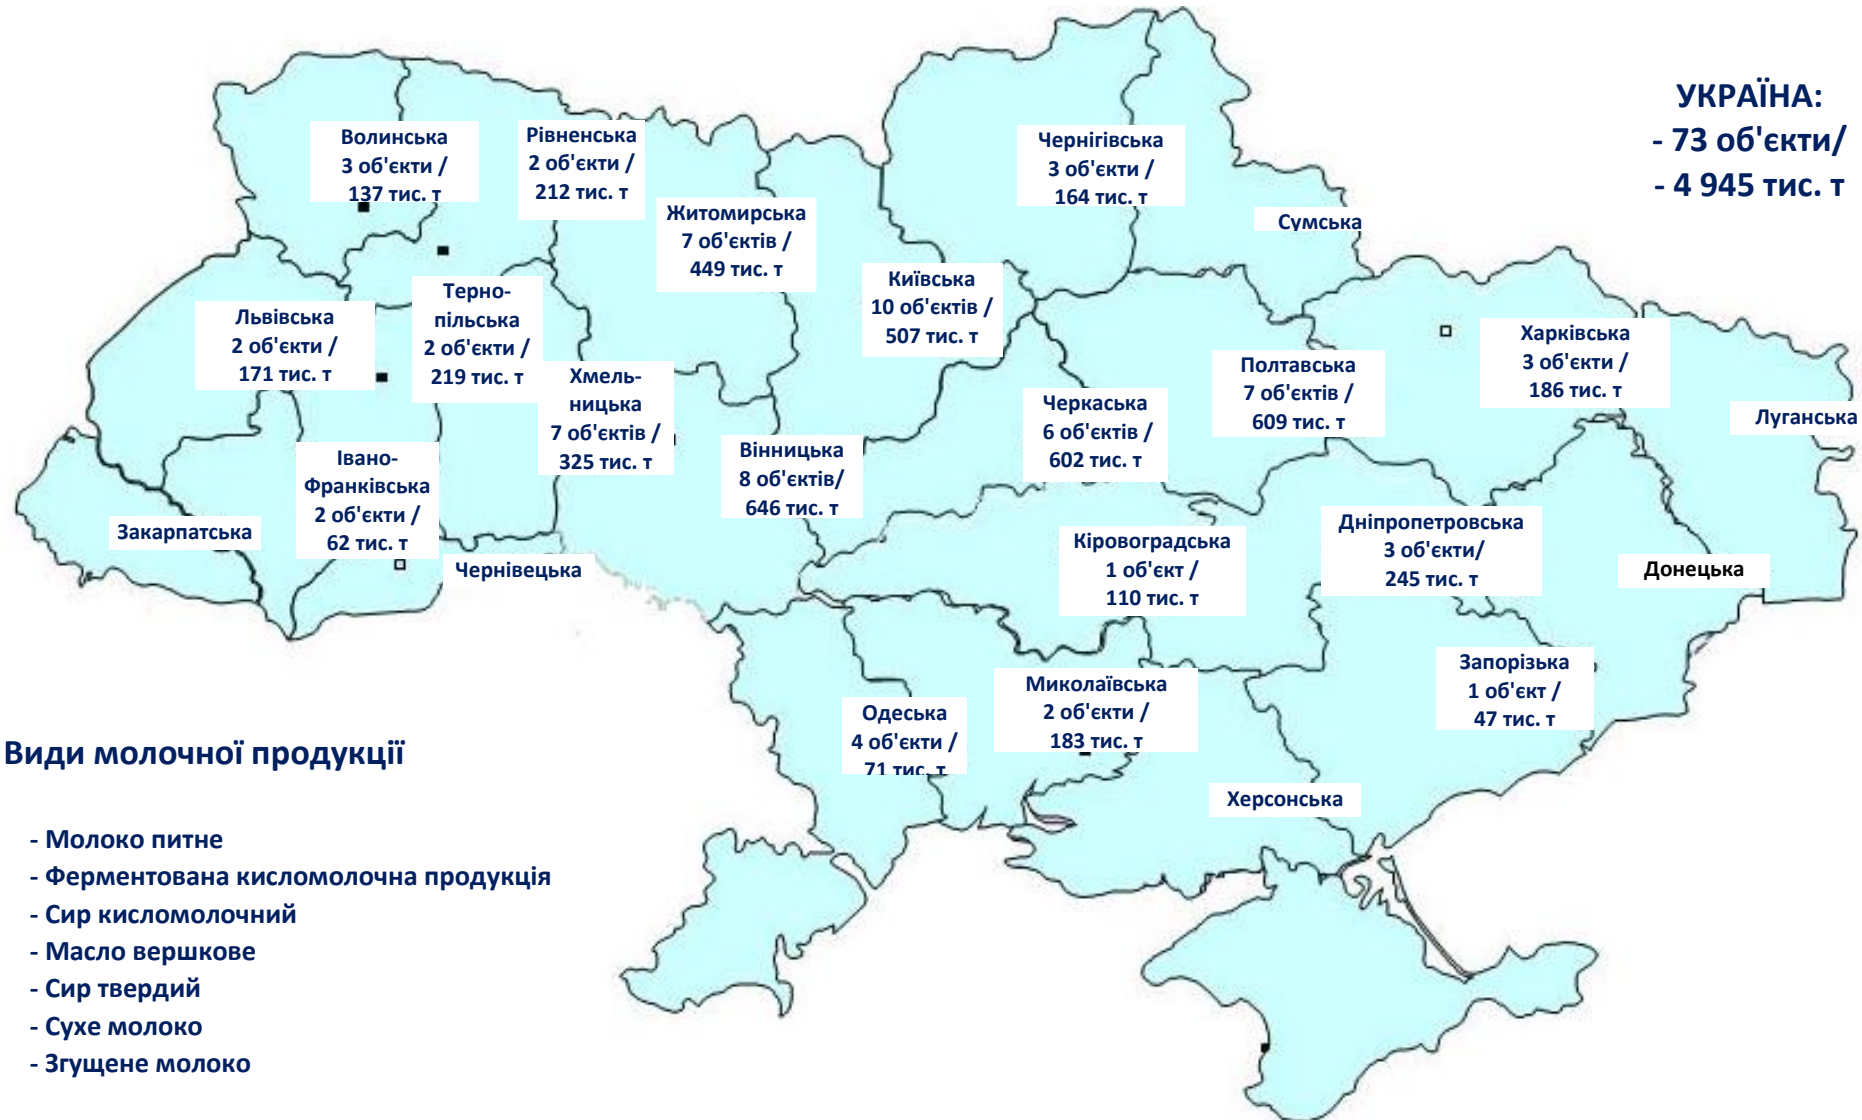 УКРАЇНА:
- 73 об'єкти/
- 4 945 тис. т
Волинська
3 об'єкти /
137 тис. т
Рівненська
2 об'єкти /
212 тис. т
Житомирська
7 об'єктів /
449 тис. т
Чернігівська
3 об'єкти /
164 тис. т
Сумська
Київська
10 об'єктів /
507 тис. т
Львівська
2 об'єкти /
171 тис. т
Терно-
пільська
2 об'єкти /
219 тис. т
Хмель-
ницька
7 об'єктів /
325 тис. т
Вінницька
8 об'єктів/
646 тис. т
Черкаська
6 об'єктів /
602 тис. т
Полтавська
7 об'єктів /
609 тис. т
Харківська
3 об'єкти /
186 тис. т
Луганська
Івано-
Франківська
2 об'єкти /
62 тис. т
Закарпатська
Чернівецька
Кіровоградська
1 об'єкт /
110 тис. т
Дніпропетровська
3 об'єкти/
245 тис. т
Донецька
Запорізька
1 об'єкт /
47 тис. т
Миколаївська
2 об'єкти /
183 тис. т
Одеська
4 об'єкти /
71 тис. т
Херсонська
Види молочної продукції
- Молоко питне
- Ферментована кисломолочна продукція
- Сир кисломолочний
- Масло вершкове
- Сир твердий
- Сухе молоко
- Згущене молоко